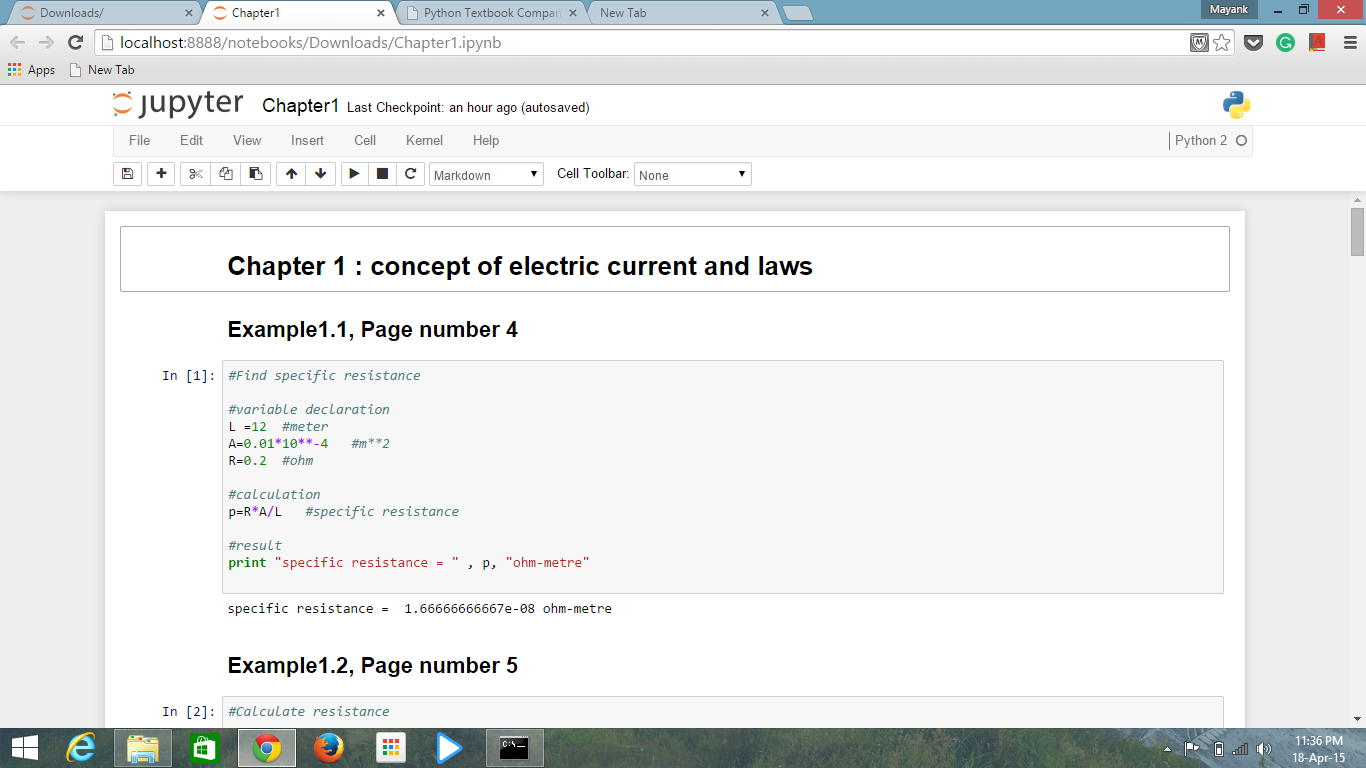 Downloads/
Chapter1
Python Textbook Compan
New Tab
Mayank
localhost:8888/notebooks/Downloads/Chapter1.ipynb
Apps
New Tab
jupyter
Chapter1
Last Checkpoint: an hour ago (autosaved)
File
Edit
View
Insert
Cell
Kernel
Help
Python 2
Markdown
Cell Toolbar:
None
Chapter 1 : concept of electric current and laws
Example1.1, Page number 4
In [1]:
#Find specific resistance
#variable declaration
L =12  #meter
A=0.01*10**-4   #m**2
R=0.2  #ohm
#calculation
p=R*A/L   #specific resistance
#result
print "specific resistance = " , p, "ohm-metre"
specific resistance =  1.66666666667e-08 ohm-metre
Example1.2, Page number 5
In [2]:
#Calculate resistance
11:36 PM
18-Apr-15